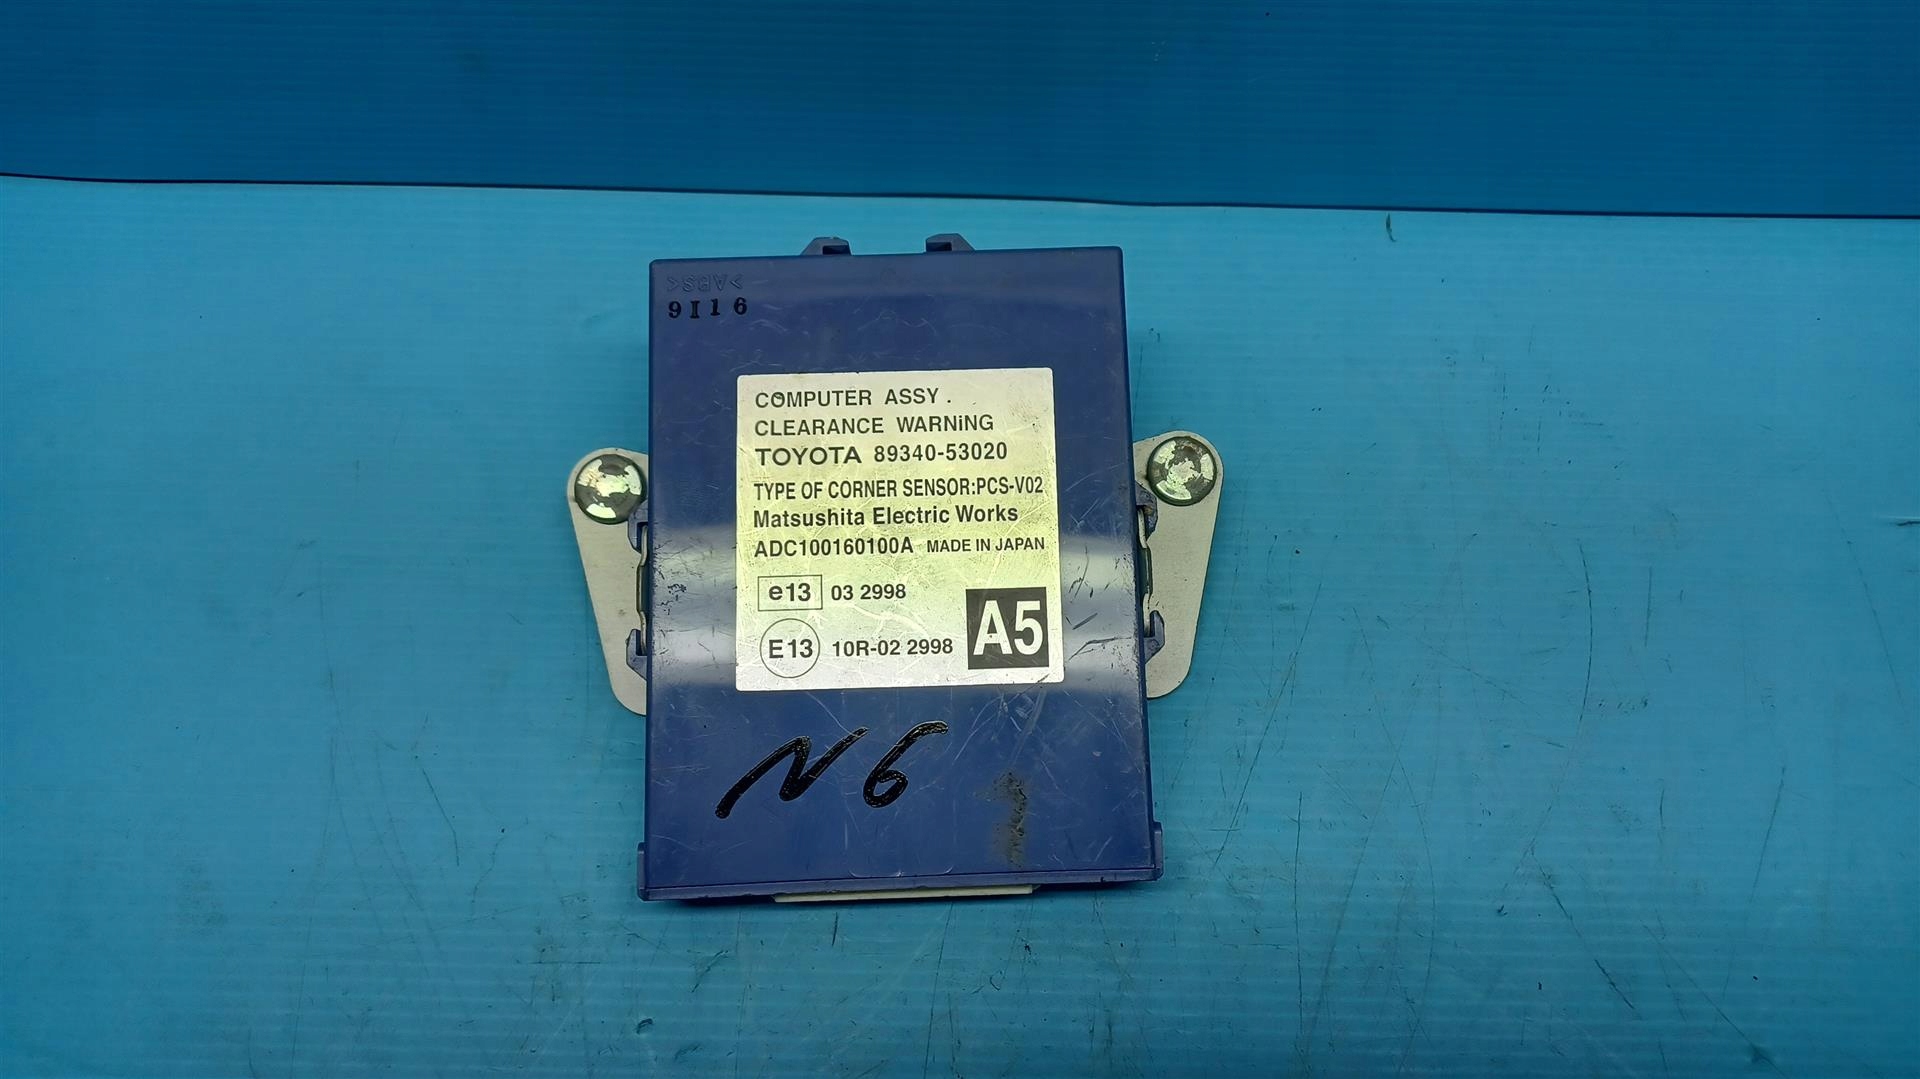 >ABS<
9I16
COMPUTER ASSY.
CLEARANCE WARNiNG
TOYOTA 89340-53020
TYPE OF CORNER SENSOR:PCS-V02
Matsushita Electric Works
ADC100160100A MADE IN JAPAN
e13 03 2998
E13 10R-02 2998
A5
N6